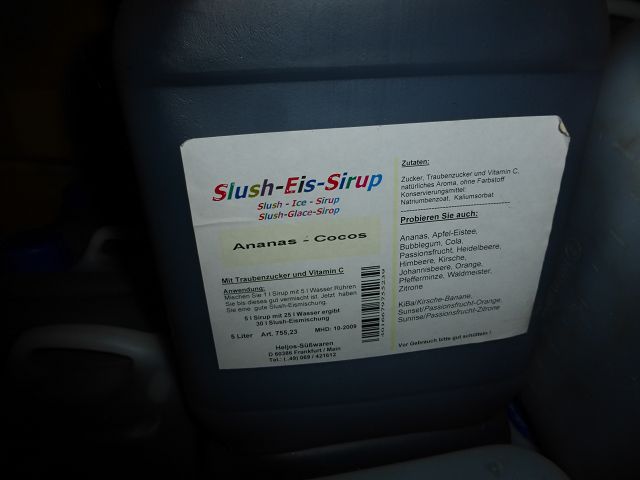 Slush-Eis-Sirup
Slush - Ice - Sirup
Slush-Glace-Sirop
Ananas - Cocos
Mit Traubenzucker und Vitamin C
Anwendung:
Mischen Sie 1 l Sirup mit 5 l Wasser Rühren
Sie bis dieses gut vermischt ist. Jetzt haben
Sie eine gute Slush-Eismischung.
5 l Sirup mit 25 l Wasser ergibt
30 l Slush-Eismischung
5 Liter Art. 755,23 MHD: 10-2009
Heljos-Süßwaren
D 60386 Frankfurt / Main
Tel.: (.49) 069 / 421612
Zutaten:
Zucker, Traubenzucker und Vitamin C,
natürliches Aroma, ohne Farbstoff
Konservierungsmittel:
Natriumbenzoat, Kaliumsorbat
Probieren Sie auch:
Ananas, Apfel-Eistee,
Bubblegum, Cola,
Passionsfrucht, Heidelbeere,
Himbeere, Kirsche,
Johannisbeere, Orange,
Pfefferminze, Waldmeister,
Zitrone
KiBa/Kirsche-Banane,
Sunset/Passionsfrucht-Orange,
Sunrise/Passionsfrucht-Zitrone
Vor Gebrauch bitte gut schütteln!